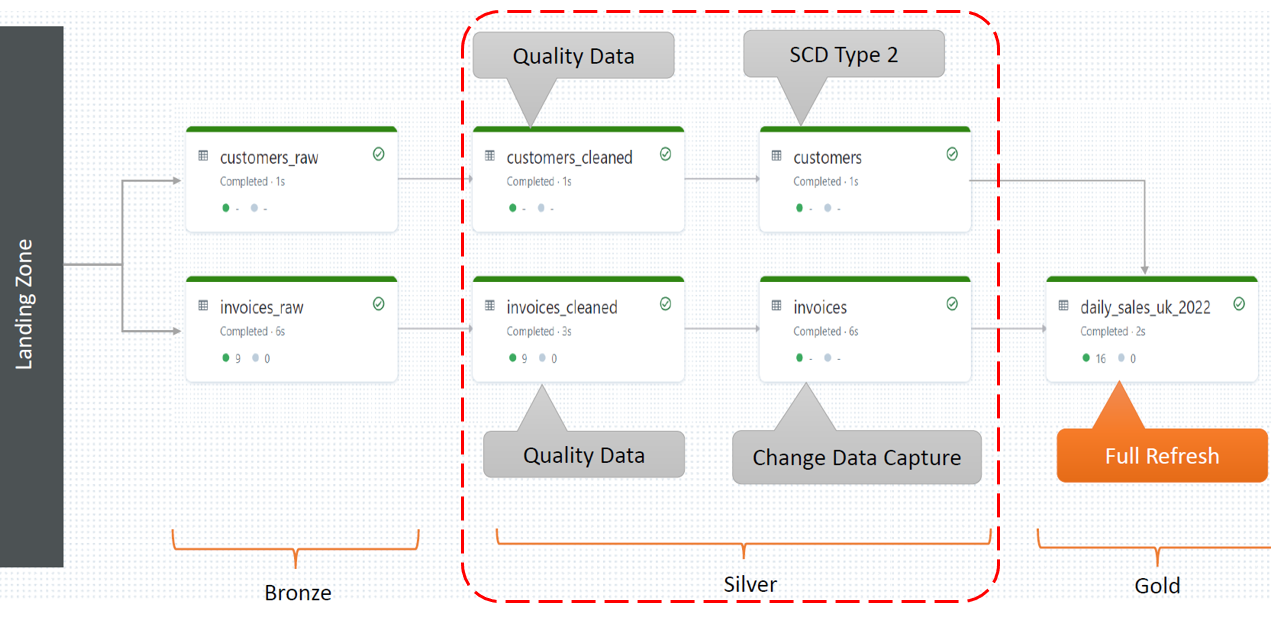 Landing Zone
Quality Data
SCD Type 2
customers_raw
Completed · 1s
- -
customers_cleaned
Completed · 1s
- -
customers
Completed · 1s
- -
invoices_raw
Completed · 6s
9 0
invoices_cleaned
Completed · 3s
9 0
invoices
Completed · 6s
- -
daily_sales_uk_2022
Completed · 2s
16 0
Quality Data
Change Data Capture
Full Refresh
Bronze
Silver
Gold